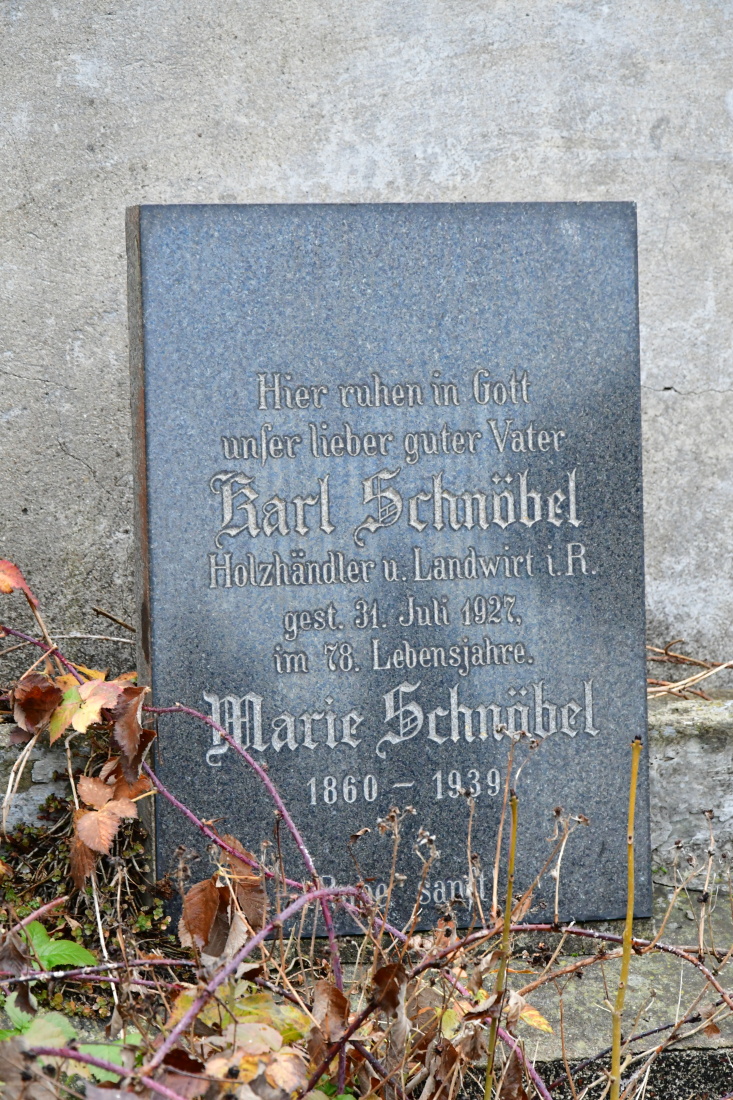 Hier ruhen in Gott
unser lieber guter Vater
Karl Schnöbel
Holzhändler u. Landwirt i. R.
gest. 31. Juli 1927,
im 78. Lebensjahre.
Marie Schnöbel
1860 – 1939
sanft